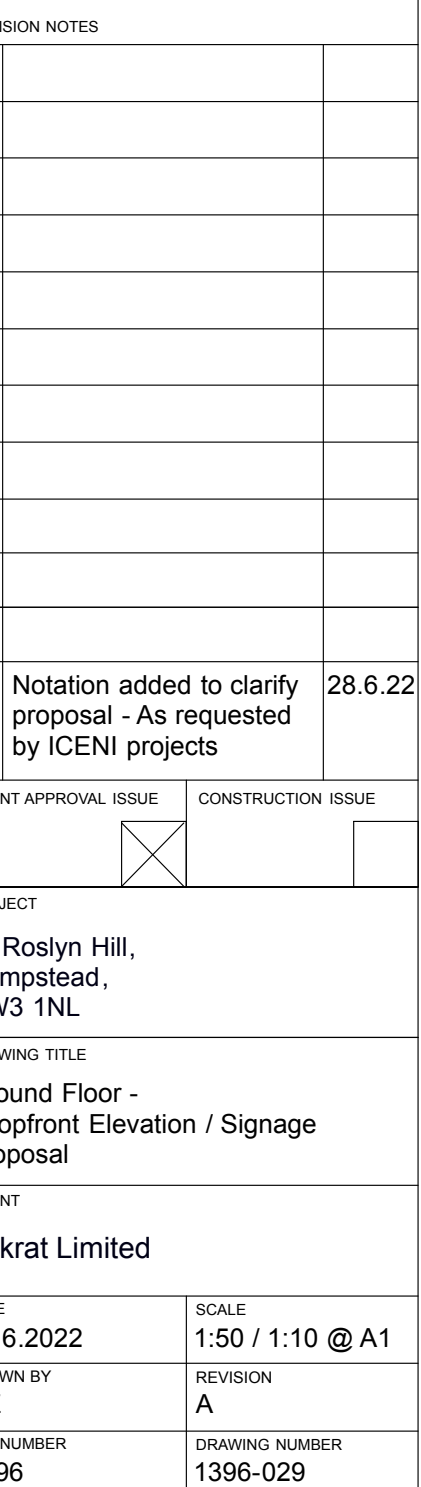 ISION NOTES
Notation added to clarify 28.6.22
proposal - As requested
by ICENI projects
NT APPROVAL ISSUE CONSTRUCTION ISSUE
JECT
Roslyn Hill,
mpstead,
W3 1NL
WING TITLE
ound Floor -
opfront Elevation / Signage
oposal
NT
krat Limited
E SCALE
6.2022 1:50 / 1:10 @ A1
WN BY REVISION
A
NUMBER DRAWING NUMBER
96 1396-029